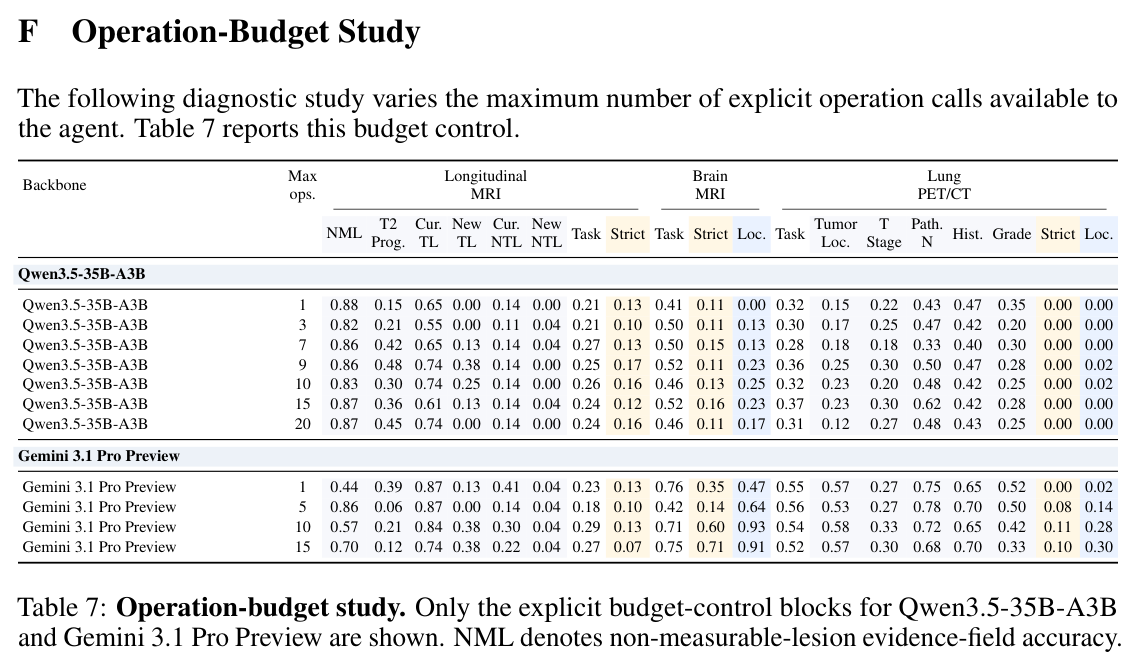 F Operation-Budget Study
The following diagnostic study varies the maximum number of explicit operation calls available to
the agent. Table 7 reports this budget control.
Backbone Max ops. Longitudinal MRI Brain MRI Lung PET/CT
NML T2 Prog. Cur. TL New TL Cur. NTL New NTL Task Strict Task Strict Loc. Task Tumor Loc. T Stage Path. N Hist. Grade Strict Loc.
Qwen3.5-35B-A3B
Qwen3.5-35B-A3B 1 0.88 0.15 0.65 0.00 0.14 0.00 0.21 0.13 0.41 0.11 0.00 0.32 0.15 0.22 0.43 0.47 0.35 0.00 0.00
Qwen3.5-35B-A3B 3 0.82 0.21 0.55 0.00 0.11 0.04 0.21 0.10 0.50 0.11 0.13 0.30 0.17 0.25 0.47 0.42 0.20 0.00 0.00
Qwen3.5-35B-A3B 7 0.86 0.42 0.65 0.13 0.14 0.04 0.27 0.13 0.50 0.15 0.13 0.28 0.18 0.18 0.33 0.40 0.30 0.00 0.00
Qwen3.5-35B-A3B 9 0.86 0.48 0.74 0.38 0.14 0.00 0.25 0.17 0.52 0.11 0.23 0.36 0.25 0.30 0.50 0.47 0.28 0.00 0.02
Qwen3.5-35B-A3B 10 0.83 0.30 0.74 0.25 0.14 0.00 0.26 0.16 0.46 0.13 0.25 0.32 0.23 0.20 0.48 0.42 0.25 0.00 0.02
Qwen3.5-35B-A3B 15 0.87 0.36 0.61 0.13 0.14 0.04 0.24 0.12 0.52 0.16 0.23 0.37 0.23 0.30 0.62 0.42 0.28 0.00 0.00
Qwen3.5-35B-A3B 20 0.87 0.45 0.74 0.00 0.14 0.00 0.24 0.16 0.46 0.11 0.17 0.31 0.12 0.27 0.48 0.43 0.25 0.00 0.00
Gemini 3.1 Pro Preview
Gemini 3.1 Pro Preview 1 0.44 0.39 0.87 0.13 0.41 0.04 0.23 0.13 0.76 0.35 0.47 0.55 0.57 0.27 0.75 0.65 0.52 0.00 0.02
Gemini 3.1 Pro Preview 5 0.86 0.06 0.87 0.00 0.14 0.04 0.18 0.10 0.42 0.14 0.64 0.56 0.53 0.27 0.78 0.70 0.50 0.08 0.14
Gemini 3.1 Pro Preview 10 0.57 0.21 0.84 0.38 0.30 0.04 0.29 0.13 0.71 0.60 0.93 0.54 0.58 0.33 0.72 0.65 0.42 0.11 0.28
Gemini 3.1 Pro Preview 15 0.70 0.12 0.74 0.38 0.22 0.04 0.27 0.07 0.75 0.71 0.91 0.52 0.57 0.30 0.68 0.70 0.33 0.10 0.30
Table 7: Operation-budget study. Only the explicit budget-control blocks for Qwen3.5-35B-A3B
and Gemini 3.1 Pro Preview are shown. NML denotes non-measurable-lesion evidence-field accuracy.